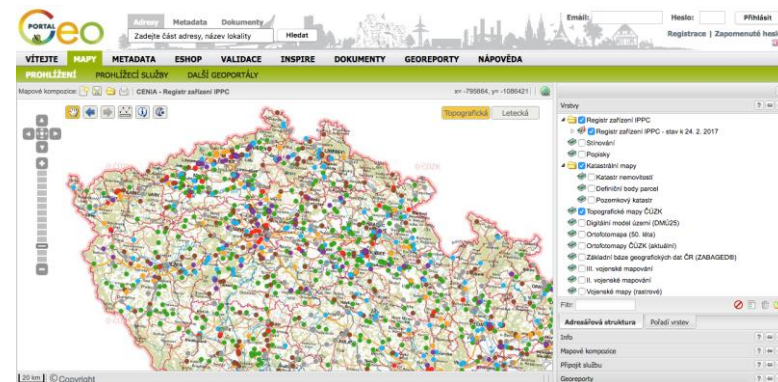 PORTAL
Geo
Adresy Metadata Dokumenty
Zadejte část adresy, název lokality
Hledat
Email:
Heslo:
Přihlásit
Registrace | Zapomenuté heslo
VÍTEJTE MAPY METADATA ESHOP VALIDACE INSPIRE DOKUMENTY GEOREPORTY NÁPOVĚDA
PROHLÍŽENÍ PROHLÍŽECÍ SLUŽBY DALŠÍ GEOPORTÁLY
Mapové kompozice: CENIA - Registr zařízení IPPC
x= -795864, y= -1086421
Topografická Letecká
© ČÚZK
Vrstvy
Registr zařízení IPPC
Registr zařízení IPPC - stav k 24. 2. 2017
Stínování
Popisky
Katastrální mapy
Katastr nemovitostí
Definiční body parcel
Pozemkový katastr
Topografické mapy ČÚZK
Digitální model území (DMÚ25)
Ortofotomapa (50. léta)
Ortofotomapy ČÚZK (aktuální)
Základní báze geografických dat ČR (ZABAGED®)
III. vojenské mapování
II. vojenské mapování
Vojenské mapy (rastrové)
Filtr:
Adresářová struktura Pořadí vrstev
Info
Mapové kompozice
Připojit službu
Georeporty
20 km © Copyright